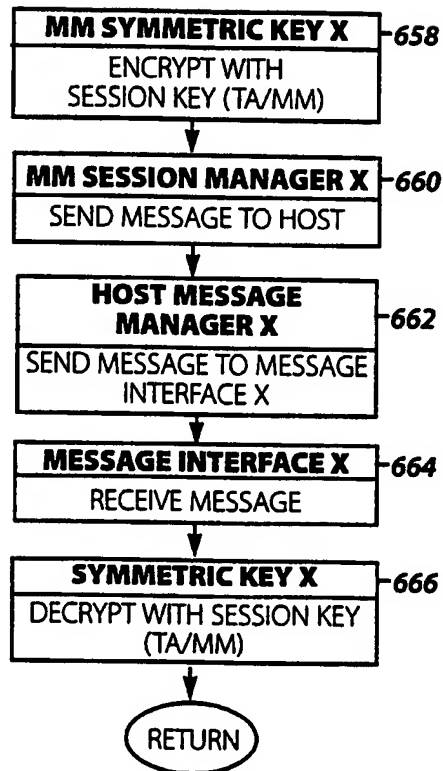 MM SYMMETRIC KEY X
658
ENCRYPT WITH
SESSION KEY (TA/MM)
MM SESSION MANAGER X
660
SEND MESSAGE TO HOST
HOST MESSAGE
MANAGER X
662
SEND MESSAGE TO MESSAGE
INTERFACE X
MESSAGE INTERFACE X
664
RECEIVE MESSAGE
SYMMETRIC KEY X
666
DECRYPT WITH SESSION KEY
(TA/MM)
RETURN